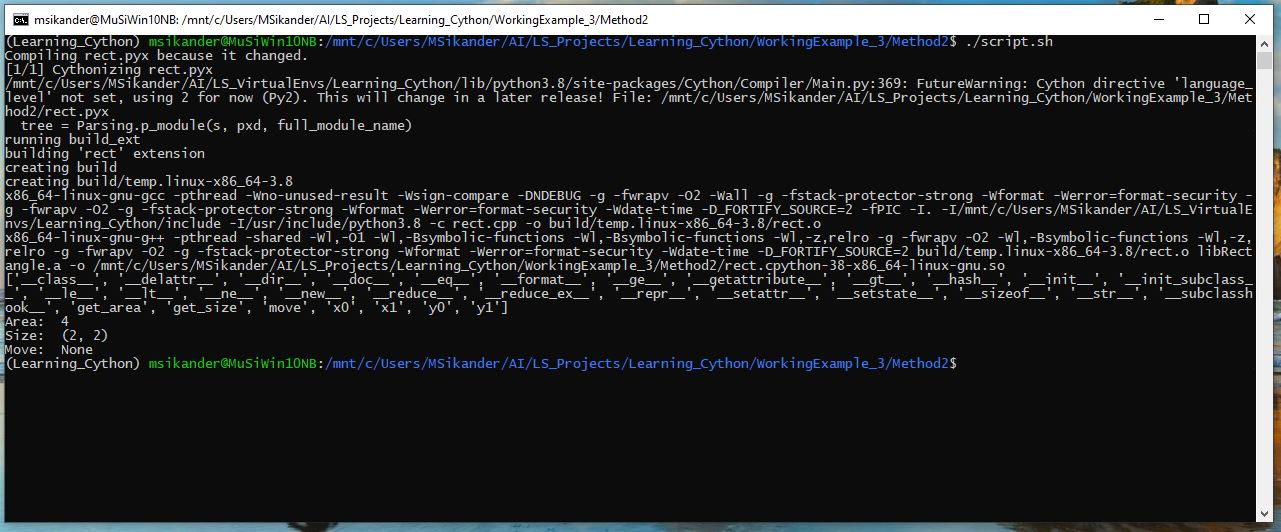 msikander@MuSiWin10NB: /mnt/c/Users/MSikander/AI/LS_Projects/Learning_Cython/WorkingExample_3/Method2
(Learning_Cython) msikander@MuSiWin10NB:/mnt/c/Users/MSikander/AI/LS_Projects/Learning_Cython/WorkingExample_3/Method2$ ./script.sh
Compiling rect.pyx because it changed.
[1/1] Cythonizing rect.pyx
/mnt/c/Users/MSikander/AI/LS_VirtualEnvs/Learning_Cython/lib/python3.8/site-packages/Cython/Compiler/Main.py:369: FutureWarning: Cython directive 'language_
level' not set, using 2 for now (Py2). This will change in a later release! File: /mnt/c/Users/MSikander/AI/LS_Projects/Learning_Cython/WorkingExample_3/Met
hod2/rect.pyx
  tree = Parsing.p_module(s, pxd, full_module_name)
running build_ext
building 'rect' extension
creating build
creating build/temp.linux-x86_64-3.8
x86_64-linux-gnu-gcc -pthread -Wno-unused-result -Wsign-compare -DNDEBUG -g -fwrapv -O2 -Wall -g -fstack-protector-strong -Wformat -Werror=format-security -
g -fwrapv -O2 -g -fstack-protector-strong -Wformat -Werror=format-security -Wdate-time -D_FORTIFY_SOURCE=2 -fPIC -I. -I/mnt/c/Users/MSikander/AI/LS_VirtualE
nvs/Learning_Cython/include -I/usr/include/python3.8 -c rect.cpp -o build/temp.linux-x86_64-3.8/rect.o
x86_64-linux-gnu-g++ -pthread -shared -Wl,-O1 -Wl,-Bsymbolic-functions -Wl,-Bsymbolic-functions -Wl,-z,relro -g -fwrapv -O2 -Wl,-Bsymbolic-functions -Wl,-z,
relro -g -fwrapv -O2 -g -fstack-protector-strong -Wformat -Werror=format-security -Wdate-time -D_FORTIFY_SOURCE=2 build/temp.linux-x86_64-3.8/rect.o libRect
angle.a -o /mnt/c/Users/MSikander/AI/LS_Projects/Learning_Cython/WorkingExample_3/Method2/rect.cpython-38-x86_64-linux-gnu.so
['__class__', '__delattr__', '__dir__', '__doc__', '__eq__', '__format__', '__ge__', '__getattribute__', '__gt__', '__hash__', '__init__', '__init_subclass_
_', '__le__', '__lt__', '__ne__', '__new__', '__reduce__', '__reduce_ex__', '__repr__', '__setattr__', '__setstate__', '__sizeof__', '__str__', '__subclassh
ook__', 'get_area', 'get_size', 'move', 'x0', 'x1', 'y0', 'y1']
Area:  4
Size:  (2, 2)
Move:  None
(Learning_Cython) msikander@MuSiWin10NB:/mnt/c/Users/MSikander/AI/LS_Projects/Learning_Cython/WorkingExample_3/Method2$